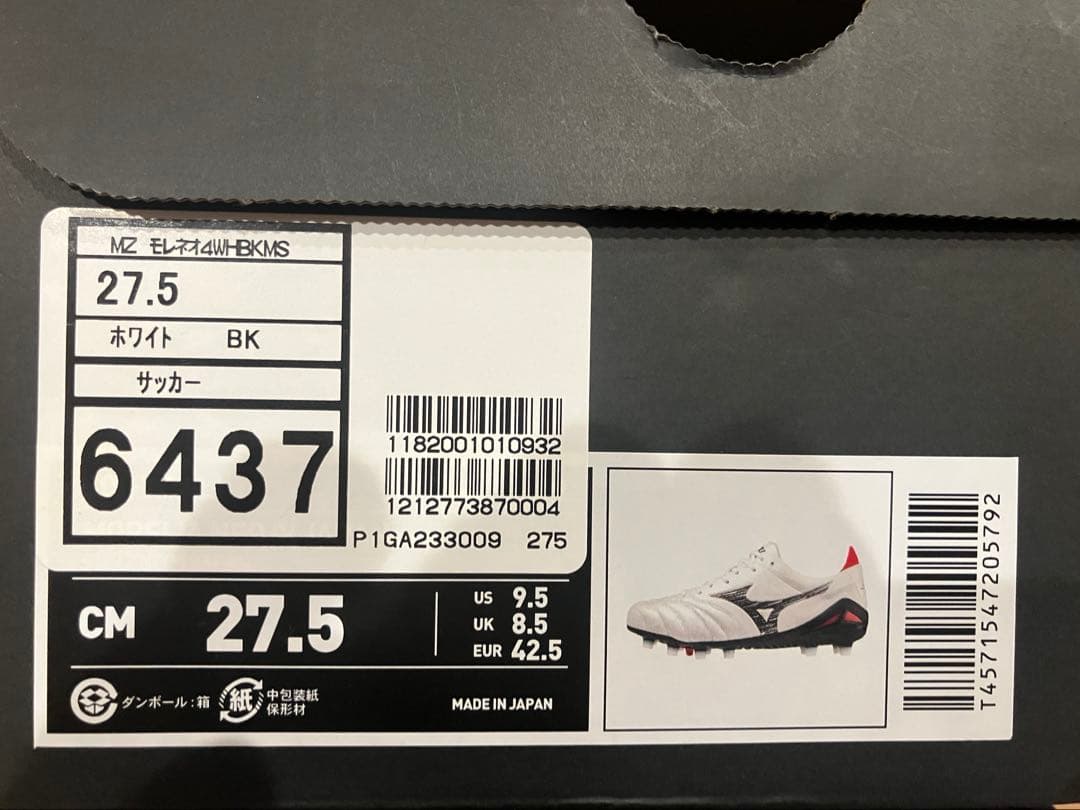 MZ モレネオ4WHBKMS
27.5
ホワイト BK
サッカー
6437
1182001010932
1212773870004
P1GA233009 275
CM 27.5
US 9.5
UK 8.5
EUR 42.5
ダンボール:箱
紙
中包装紙
保形材
MADE IN JAPAN
T4571547205792